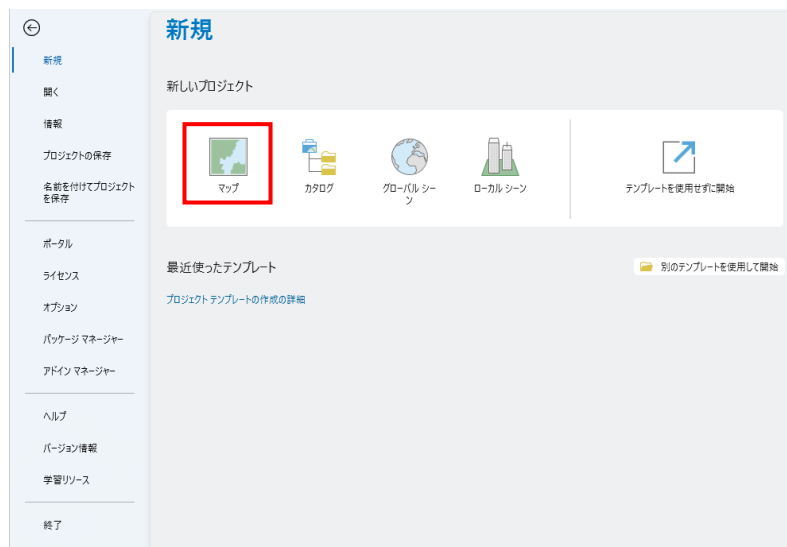 新規
新規
開く
情報
プロジェクトの保存
名前を付けてプロジェクト
を保存
ポータル
ライセンス
オプション
パッケージ マネージャー
アドイン マネージャー
ヘルプ
バージョン情報
学習リソース
終了
新しいプロジェクト
マップ
カタログ
グローバル シー
ン
ローカル シーン
テンプレートを使用せずに開始
最近使ったテンプレート
別のテンプレートを使用して開始
プロジェクト テンプレートの作成の詳細